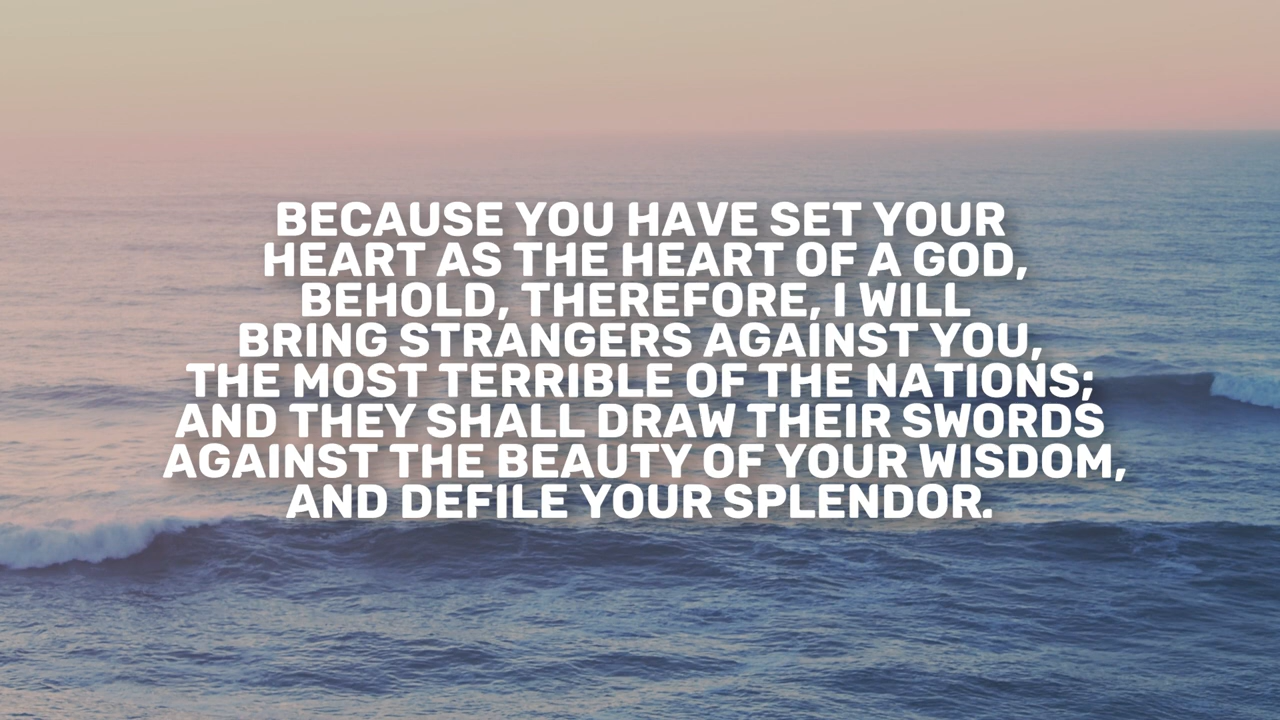 BECAUSE YOU HAVE SET YOUR
HEART AS THE HEART OF A GOD,
BEHOLD, THEREFORE, I WILL
BRING STRANGERS AGAINST YOU,
THE MOST TERRIBLE OF THE NATIONS;
AND THEY SHALL DRAW THEIR SWORDS
AGAINST THE BEAUTY OF YOUR WISDOM,
AND DEFILE YOUR SPLENDOR.